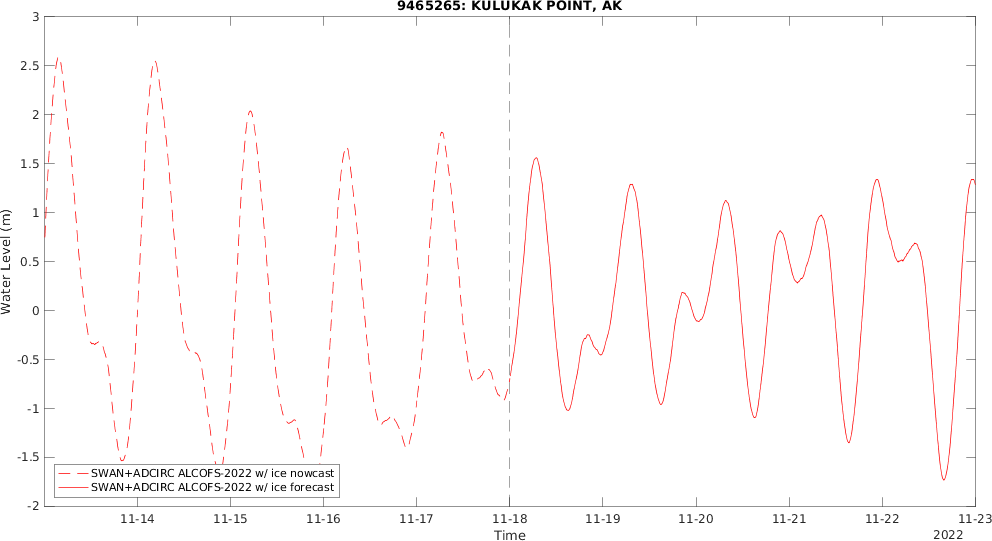 9465265: KULUKAK POINT, AK
3
2.5
2
1.5
1
0.5
0
-0.5
-1
-1.5
-2
Water Level (m)
SWAN+ADCIRC ALCOFS-2022 w/ ice nowcast
SWAN+ADCIRC ALCOFS-2022 w/ ice forecast
11-14 11-15 11-16 11-17 11-18 11-19 11-20 11-21 11-22 11-23
Time
2022